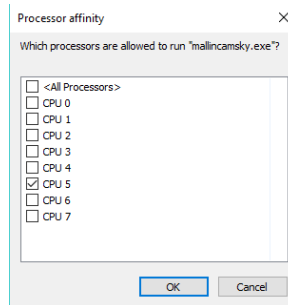 Processor affinity
Which processors are allowed to run "mallincamsky.exe"?
<All Processors>
CPU 0
CPU 1
CPU 2
CPU 3
CPU 4
CPU 5
CPU 6
CPU 7
OK Cancel